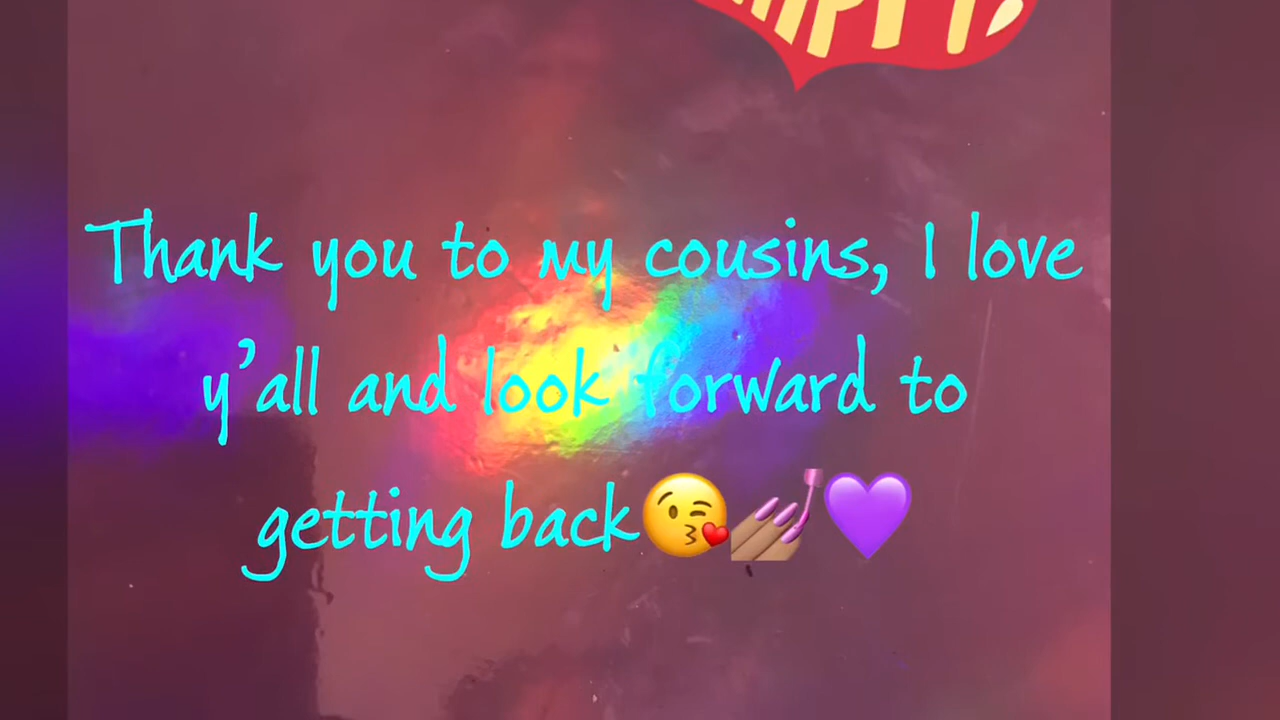 Thank you to my cousins, I love
y’all and look forward to
getting back😘💅🏽💜